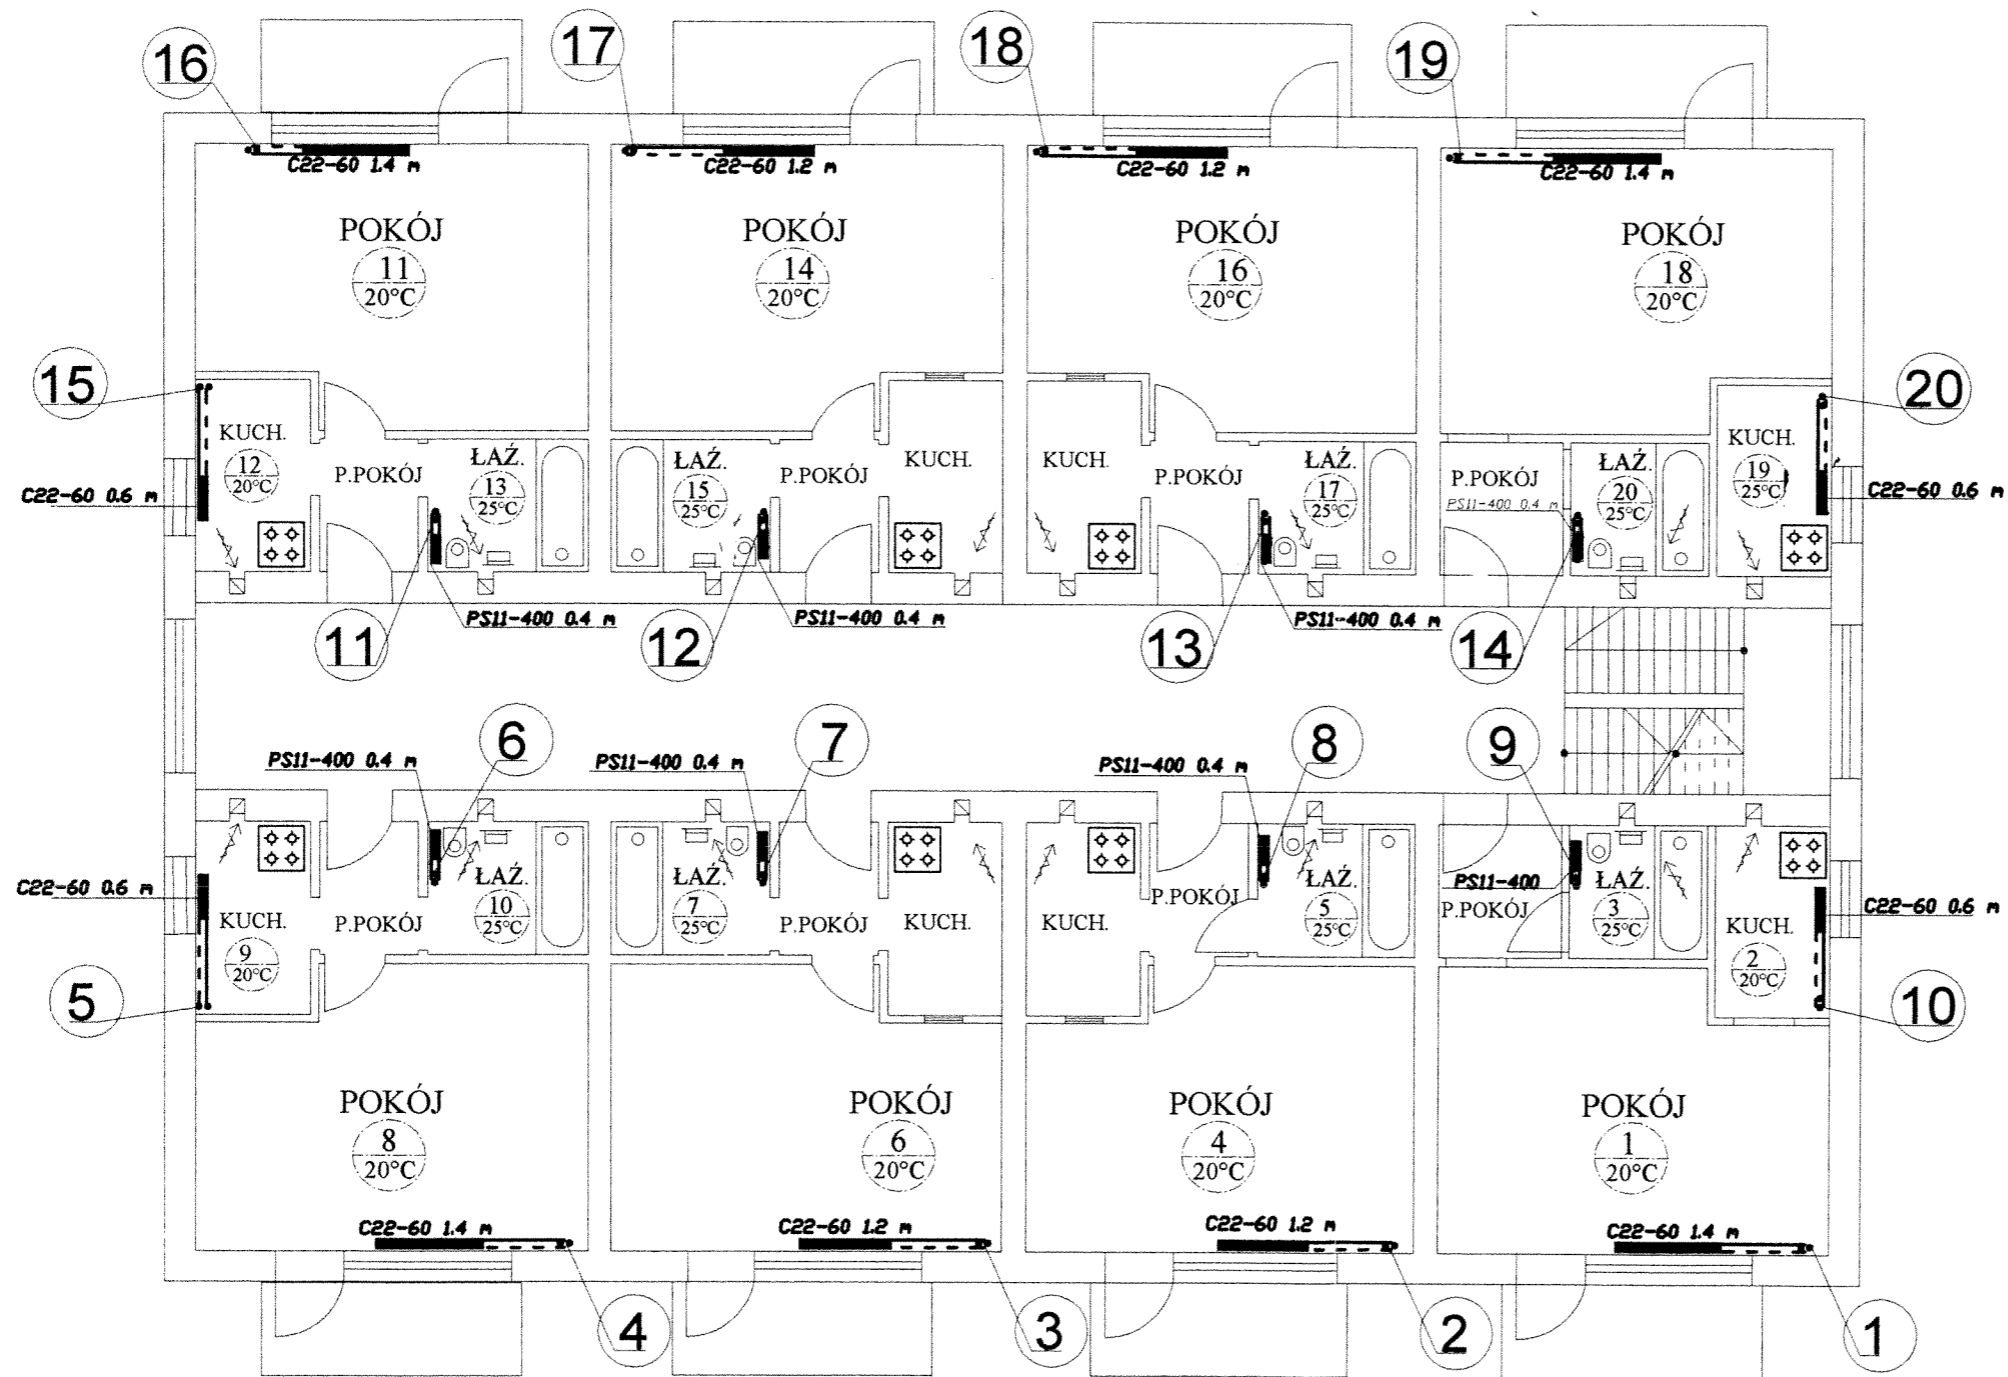 16
17
18
19
C22-60 1.4 m
C22-60 1.2 m
C22-60 1.2 m
C22-60 1.4 m
POKÓJ
11
20°C
POKÓJ
14
20°C
POKÓJ
16
20°C
POKÓJ
18
20°C
15
20
KUCH.
12
20°C
P.POKÓJ
ŁAŹ.
13
25°C
ŁAŹ.
15
25°C
P.POKÓJ
KUCH.
KUCH.
P.POKÓJ
ŁAŹ.
17
25°C
P.POKÓJ
PS11-400 0.4 m
ŁAŹ.
20
25°C
KUCH.
19
25°C
C22-60 0.6 m
C22-60 0.6 m
11
PS11-400 0.4 m
12
PS11-400 0.4 m
13
PS11-400 0.4 m
14
PS11-400 0.4 m
6
PS11-400 0.4 m
7
PS11-400 0.4 m
8
9
C22-60 0.6 m
KUCH.
9
20°C
P.POKÓJ
ŁAŹ.
10
25°C
ŁAŹ.
7
25°C
P.POKÓJ
KUCH.
KUCH.
P.POKÓJ
ŁAŹ.
5
25°C
PS11-400
P.POKÓJ
ŁAŹ.
3
25°C
KUCH.
2
20°C
C22-60 0.6 m
5
10
POKÓJ
8
20°C
POKÓJ
6
20°C
POKÓJ
4
20°C
POKÓJ
1
20°C
C22-60 1.4 m
C22-60 1.2 m
C22-60 1.2 m
C22-60 1.4 m
4
3
2
1